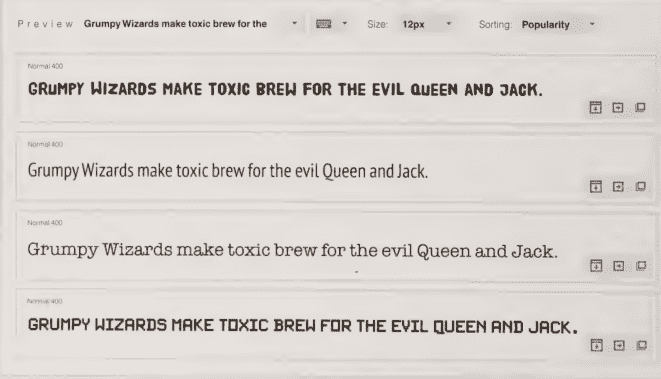 Preview Grumpy Wizards make toxic brew for the Size: 12px Sorting: Popularity
Normal 400
GRUMPY WIZARDS MAKE TOXIC BREW FOR THE EVIL QUEEN AND JACK.
Normal 400
Grumpy Wizards make toxic brew for the evil Queen and Jack.
Normal 400
Grumpy Wizards make toxic brew for the evil Queen and Jack.
Normal 400
GRUMPY WIZARDS MAKE TOXIC BREW FOR THE EVIL QUEEN AND JACK.